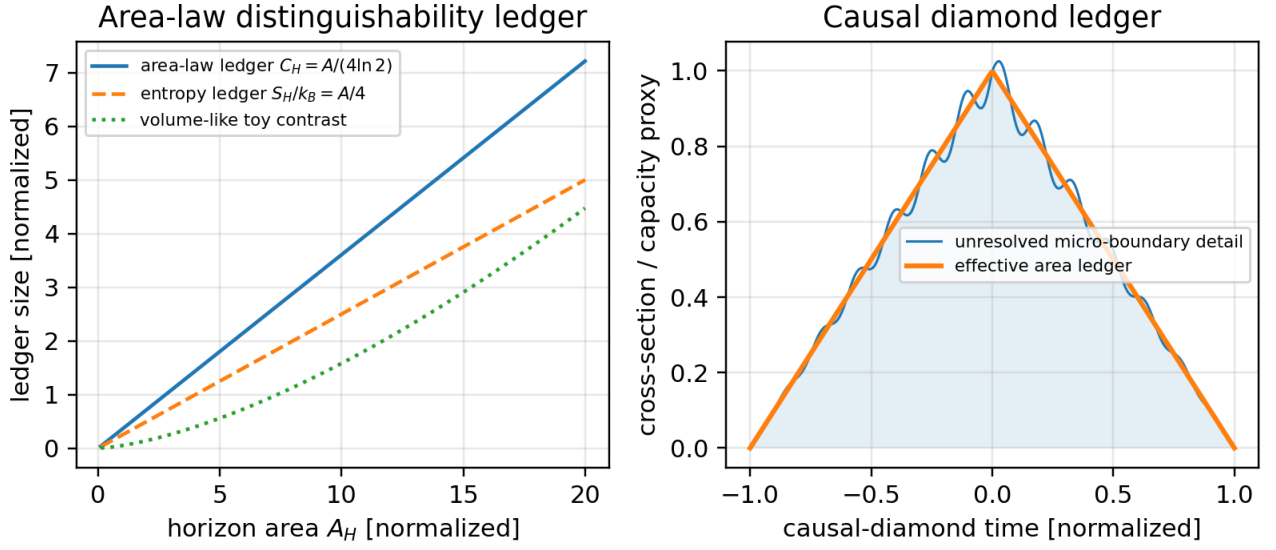 Area-law distinguishability ledger
ledger size [normalized]
7
6
5
4
3
2
1
0
area-law ledger C_H = A/(4ln 2)
entropy ledger S_H/k_B = A/4
volume-like toy contrast
0 5 10 15 20
horizon area A_H [normalized]
Causal diamond ledger
cross-section / capacity proxy
1.0
0.8
0.6
0.4
0.2
0.0
unresolved micro-boundary detail
effective area ledger
−1.0 −0.5 0.0 0.5 1.0
causal-diamond time [normalized]